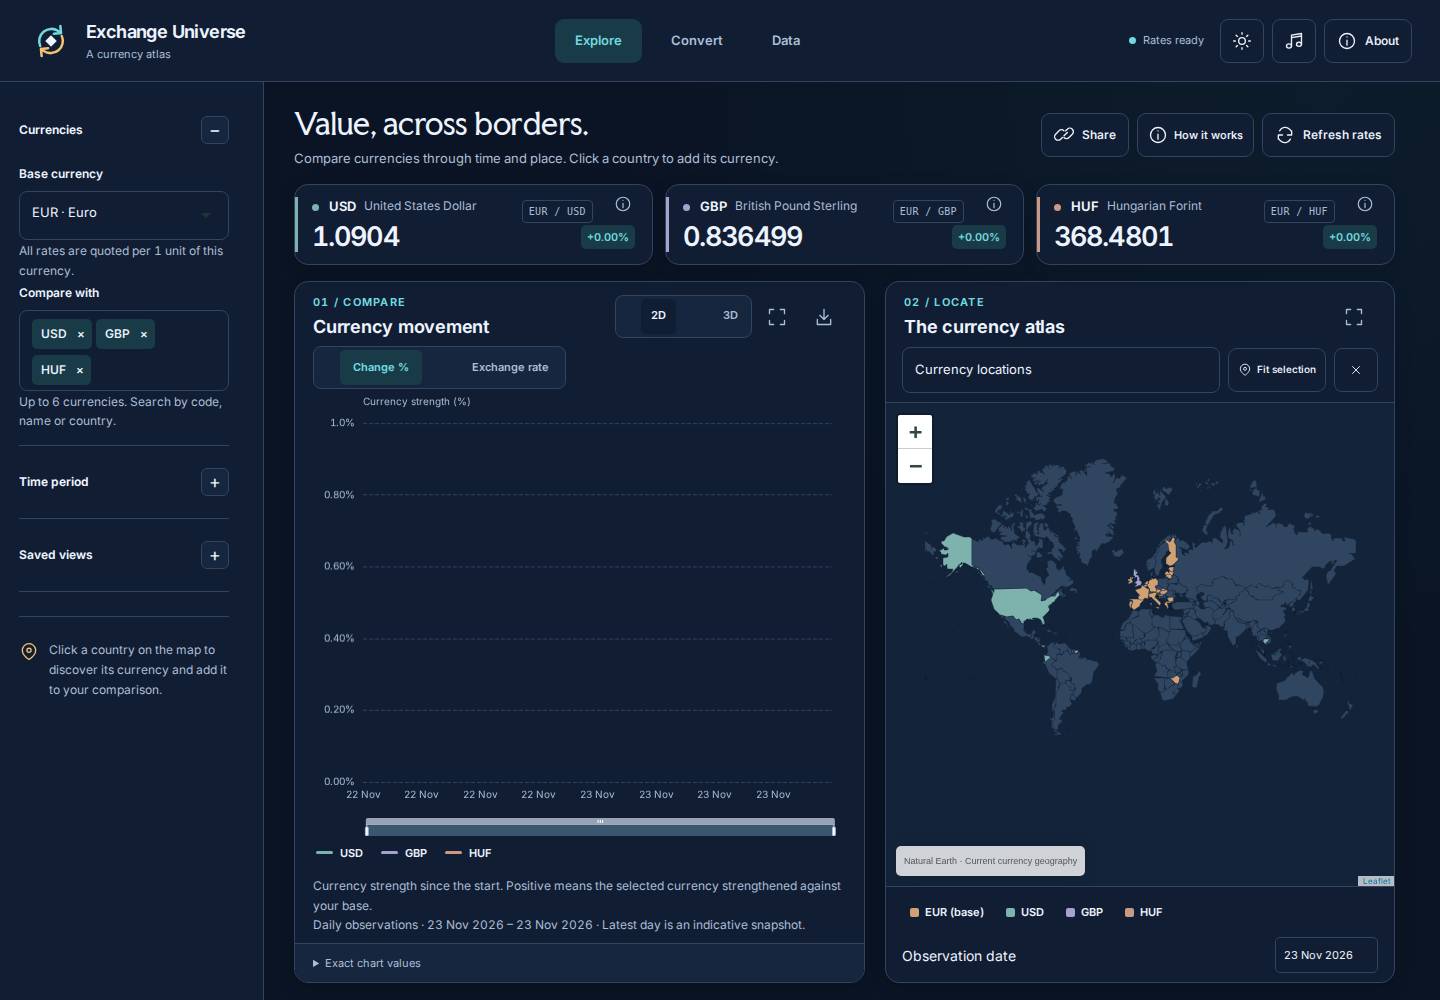 Exchange Universe
A currency atlas
Explore
Convert
Data
Rates ready
About
Currencies
−
Base currency
EUR · Euro
All rates are quoted per 1 unit of this
currency.
Compare with
USD ×
GBP ×
HUF ×
Up to 6 currencies. Search by code,
name or country.
Time period
+
Saved views
+
Click a country on the map to
discover its currency and add it
to your comparison.
Value, across borders.
Compare currencies through time and place. Click a country to add its currency.
Share
How it works
Refresh rates
USD United States Dollar
EUR / USD
1.0904
+0.00%
GBP British Pound Sterling
EUR / GBP
0.836499
+0.00%
HUF Hungarian Forint
EUR / HUF
368.4801
+0.00%
01 / COMPARE
Currency movement
2D
3D
Change %
Exchange rate
Currency strength (%)
1.0%
0.80%
0.60%
0.40%
0.20%
0.00%
22 Nov
22 Nov
22 Nov
22 Nov
23 Nov
23 Nov
23 Nov
23 Nov
USD
GBP
HUF
Currency strength since the start. Positive means the selected currency strengthened against
your base.
Daily observations · 23 Nov 2026 – 23 Nov 2026 · Latest day is an indicative snapshot.
Exact chart values
02 / LOCATE
The currency atlas
Currency locations
Fit selection
×
+
−
Natural Earth · Current currency geography
Leaflet
EUR (base)
USD
GBP
HUF
Observation date
23 Nov 2026